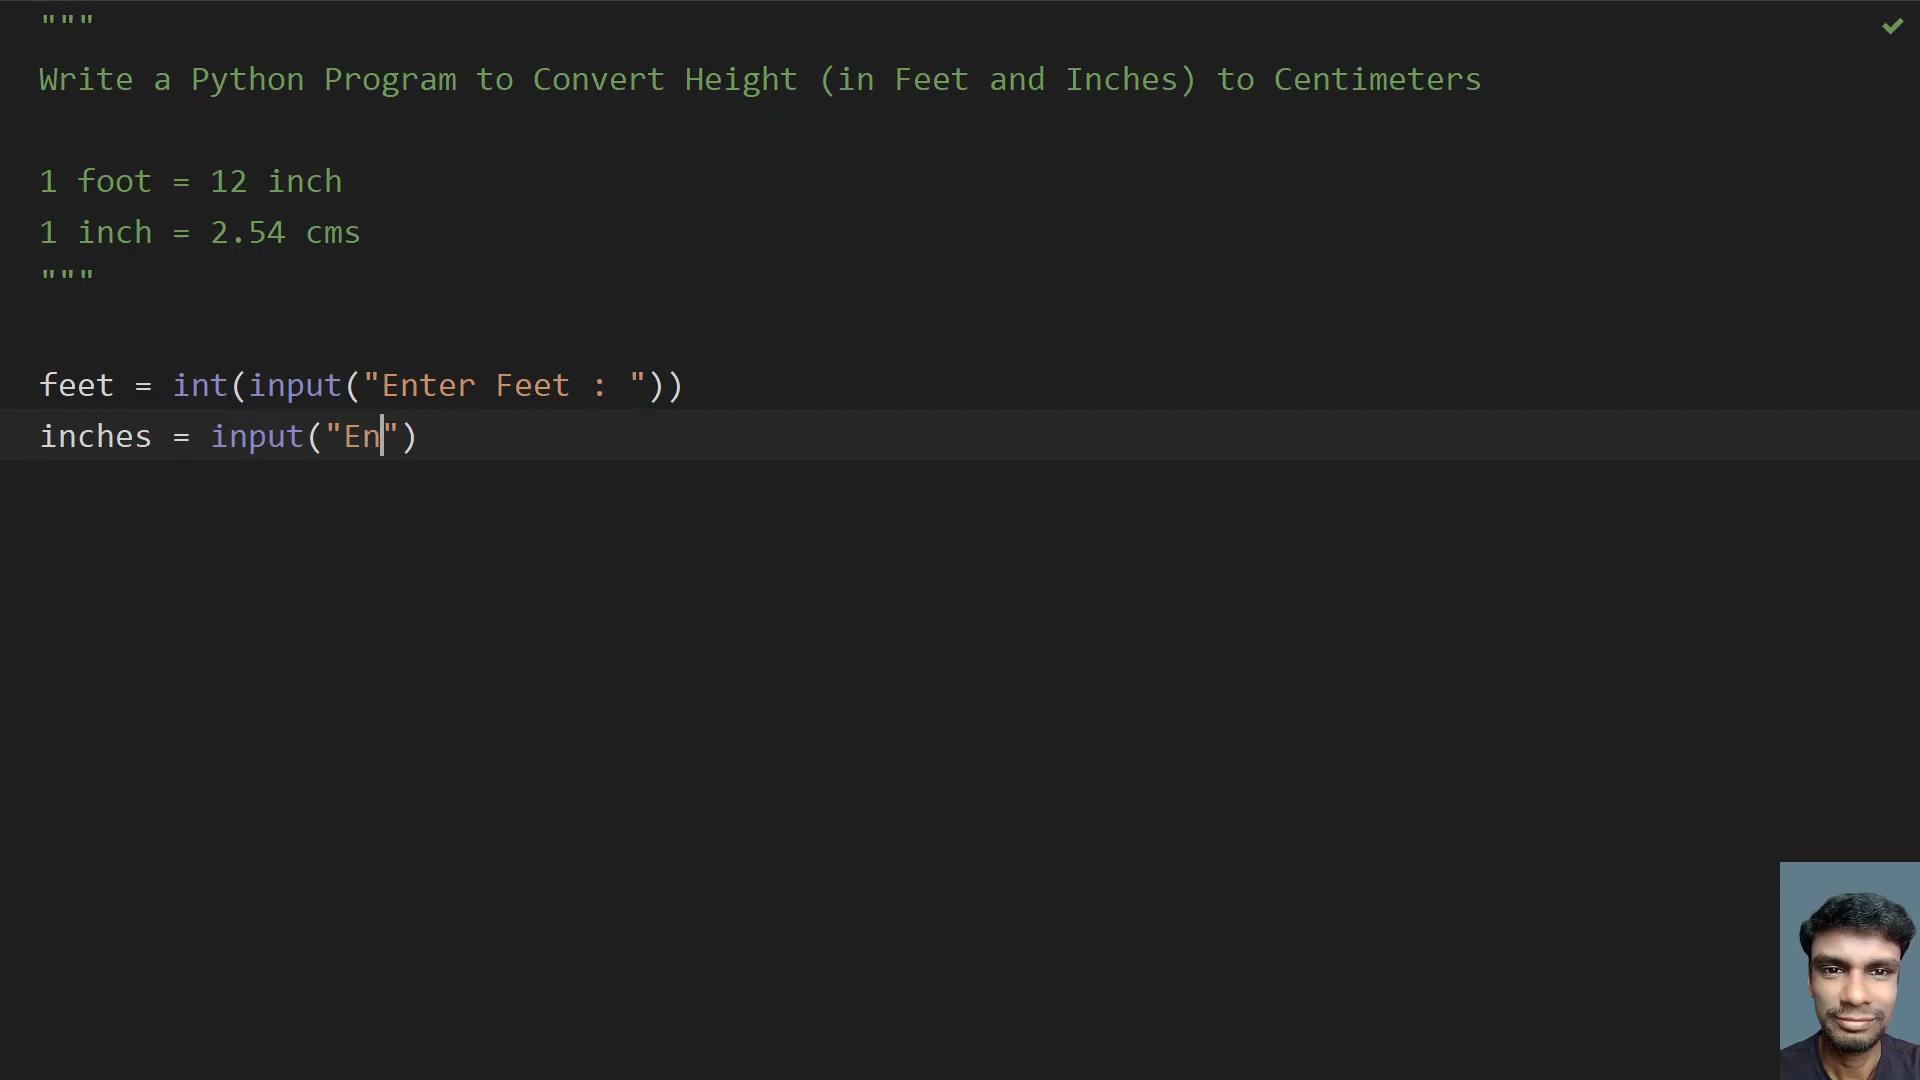 """
Write a Python Program to Convert Height (in Feet and Inches) to Centimeters
1 foot = 12 inch
1 inch = 2.54 cms
"""
feet = int(input("Enter Feet : "))
inches = input("En")